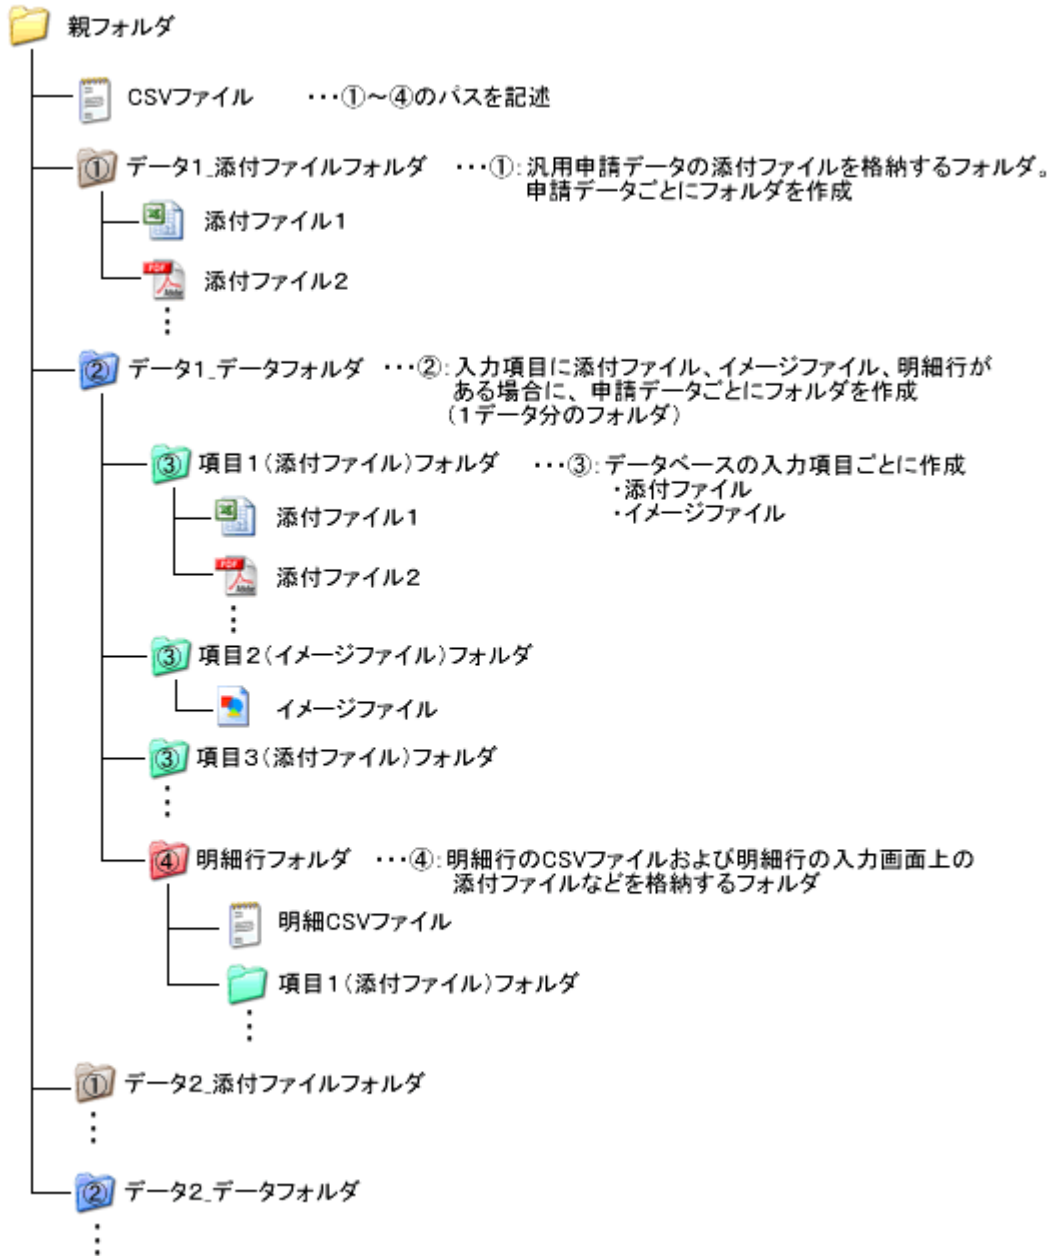 親フォルダ
CSVファイル ･･･①～④のパスを記述
① データ1_添付ファイルフォルダ ･･･①:汎用申請データの添付ファイルを格納するフォルダ。
申請データごとにフォルダを作成
添付ファイル1
PDF Adobe 添付ファイル2
② データ1_データフォルダ ･･･②:入力項目に添付ファイル、イメージファイル、明細行が
ある場合に、申請データごとにフォルダを作成
(1データ分のフォルダ)
③ 項目1(添付ファイル)フォルダ ･･･③:データベースの入力項目ごとに作成
・添付ファイル
・イメージファイル
添付ファイル1
PDF Adobe 添付ファイル2
③ 項目2(イメージファイル)フォルダ
イメージファイル
③ 項目3(添付ファイル)フォルダ
④ 明細行フォルダ ･･･④:明細行のCSVファイルおよび明細行の入力画面上の
添付ファイルなどを格納するフォルダ
明細CSVファイル
項目1(添付ファイル)フォルダ
① データ2_添付ファイルフォルダ
② データ2_データフォルダ